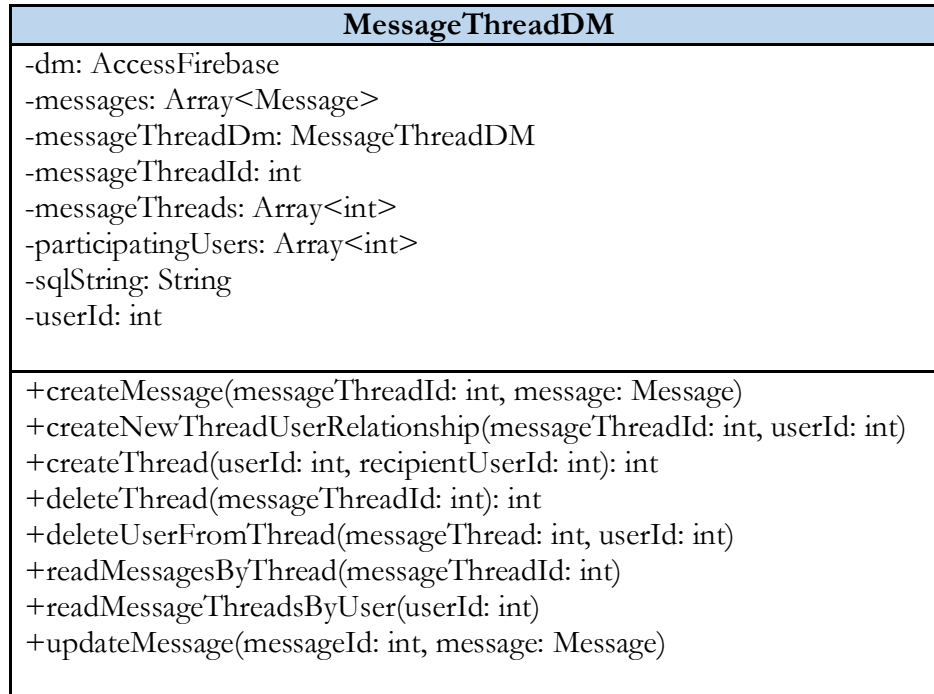 MessageThreadDM
-dm: AccessFirebase
-messages: Array<Message>
-messageThreadDm: MessageThreadDM
-messageThreadId: int
-messageThreads: Array<int>
-participatingUsers: Array<int>
-sqlString: String
-userId: int
+createMessage(messageThreadId: int, message: Message)
+createNewThreadUserRelationship(messageThreadId: int, userId: int)
+createThread(userId: int, recipientUserId: int): int
+deleteThread(messageThreadId: int): int
+deleteUserFromThread(messageThread: int, userId: int)
+readMessagesByThread(messageThreadId: int)
+readMessageThreadsByUser(userId: int)
+updateMessage(messageId: int, message: Message)